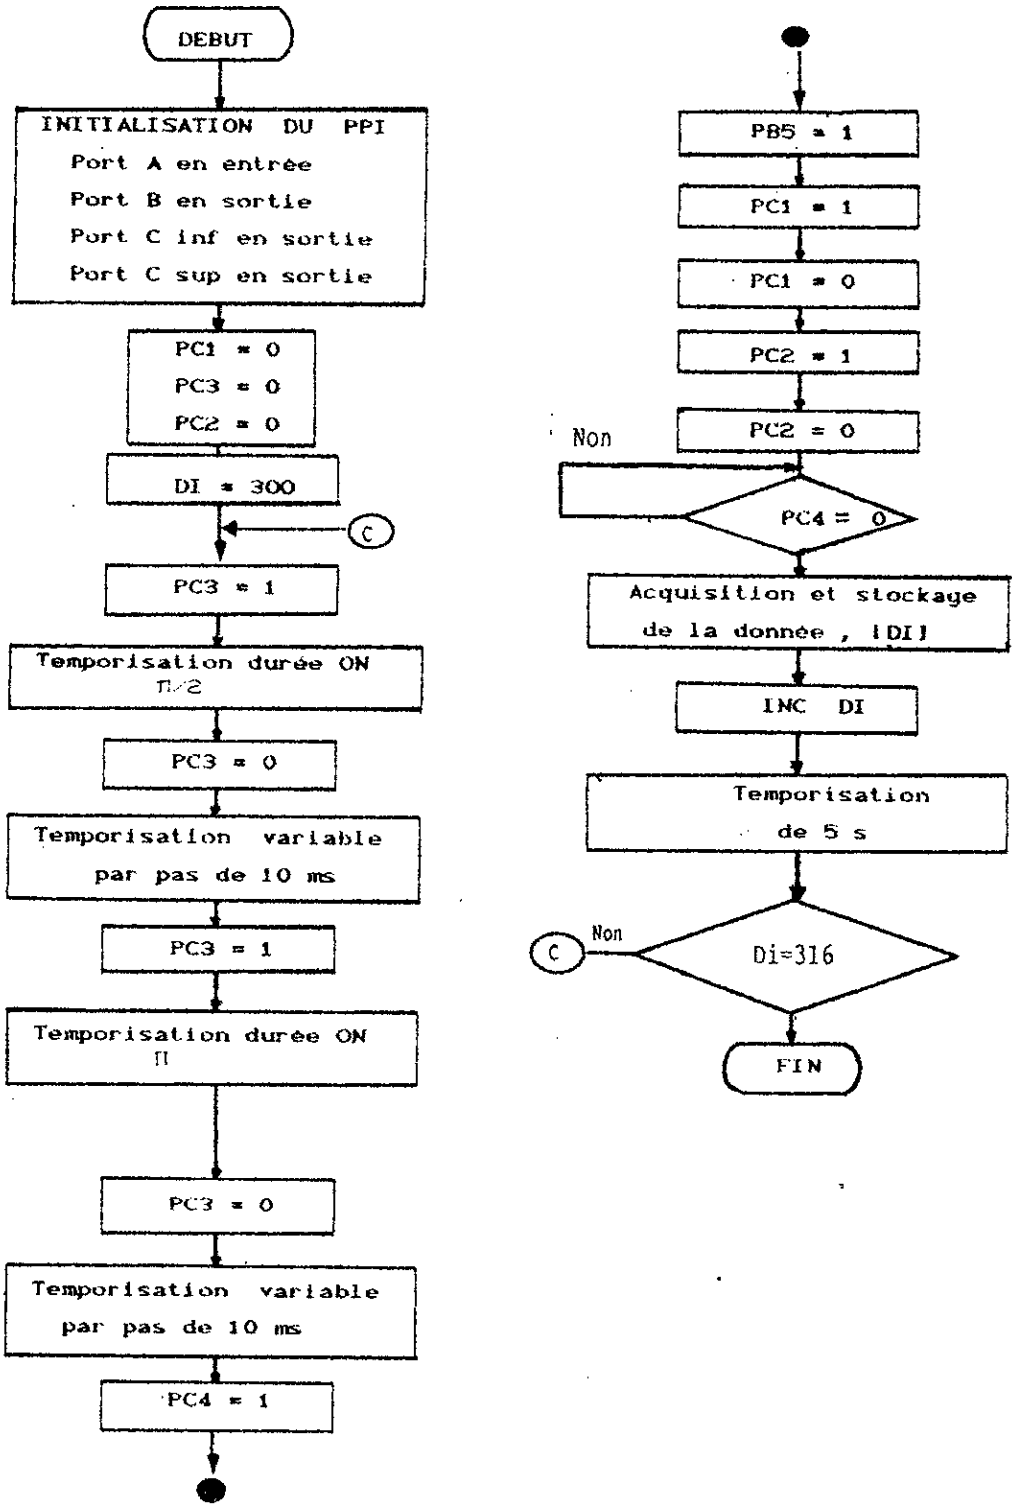 DEBUT
INITIALISATION DU PPI
Port A en entrée
Port B en sortie
Port C inf en sortie
Port C sup en sortie
PC1 = 0
PC3 = 0
PC2 = 0
DI = 300
C
PC3 = 1
Temporisation durée ON
Π/2
PC3 = 0
Temporisation variable
par pas de 10 ms
PC3 = 1
Temporisation durée ON
Π
PC3 = 0
Temporisation variable
par pas de 10 ms
PC4 = 1
PB5 = 1
PC1 = 1
PC1 = 0
PC2 = 1
PC2 = 0
Non
PC4 = 0
Acquisition et stockage
de la donnée , [DI]
INC DI
Temporisation
de 5 s
C
Non
Di=316
FIN